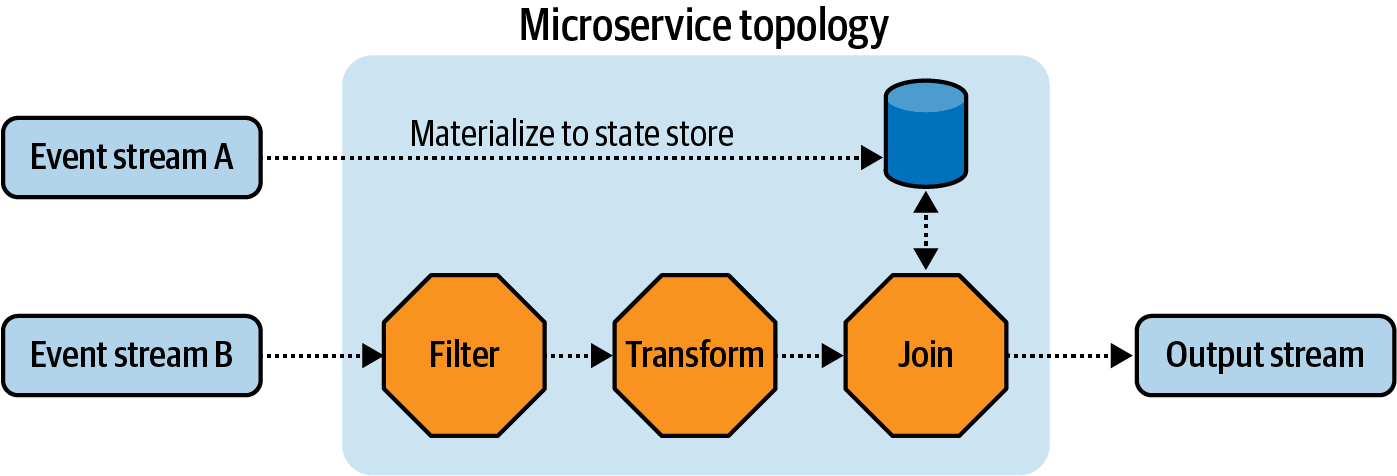 Microservice topology
Event stream A
Materialize to state store
Event stream B
Filter
Transform
Join
Output stream